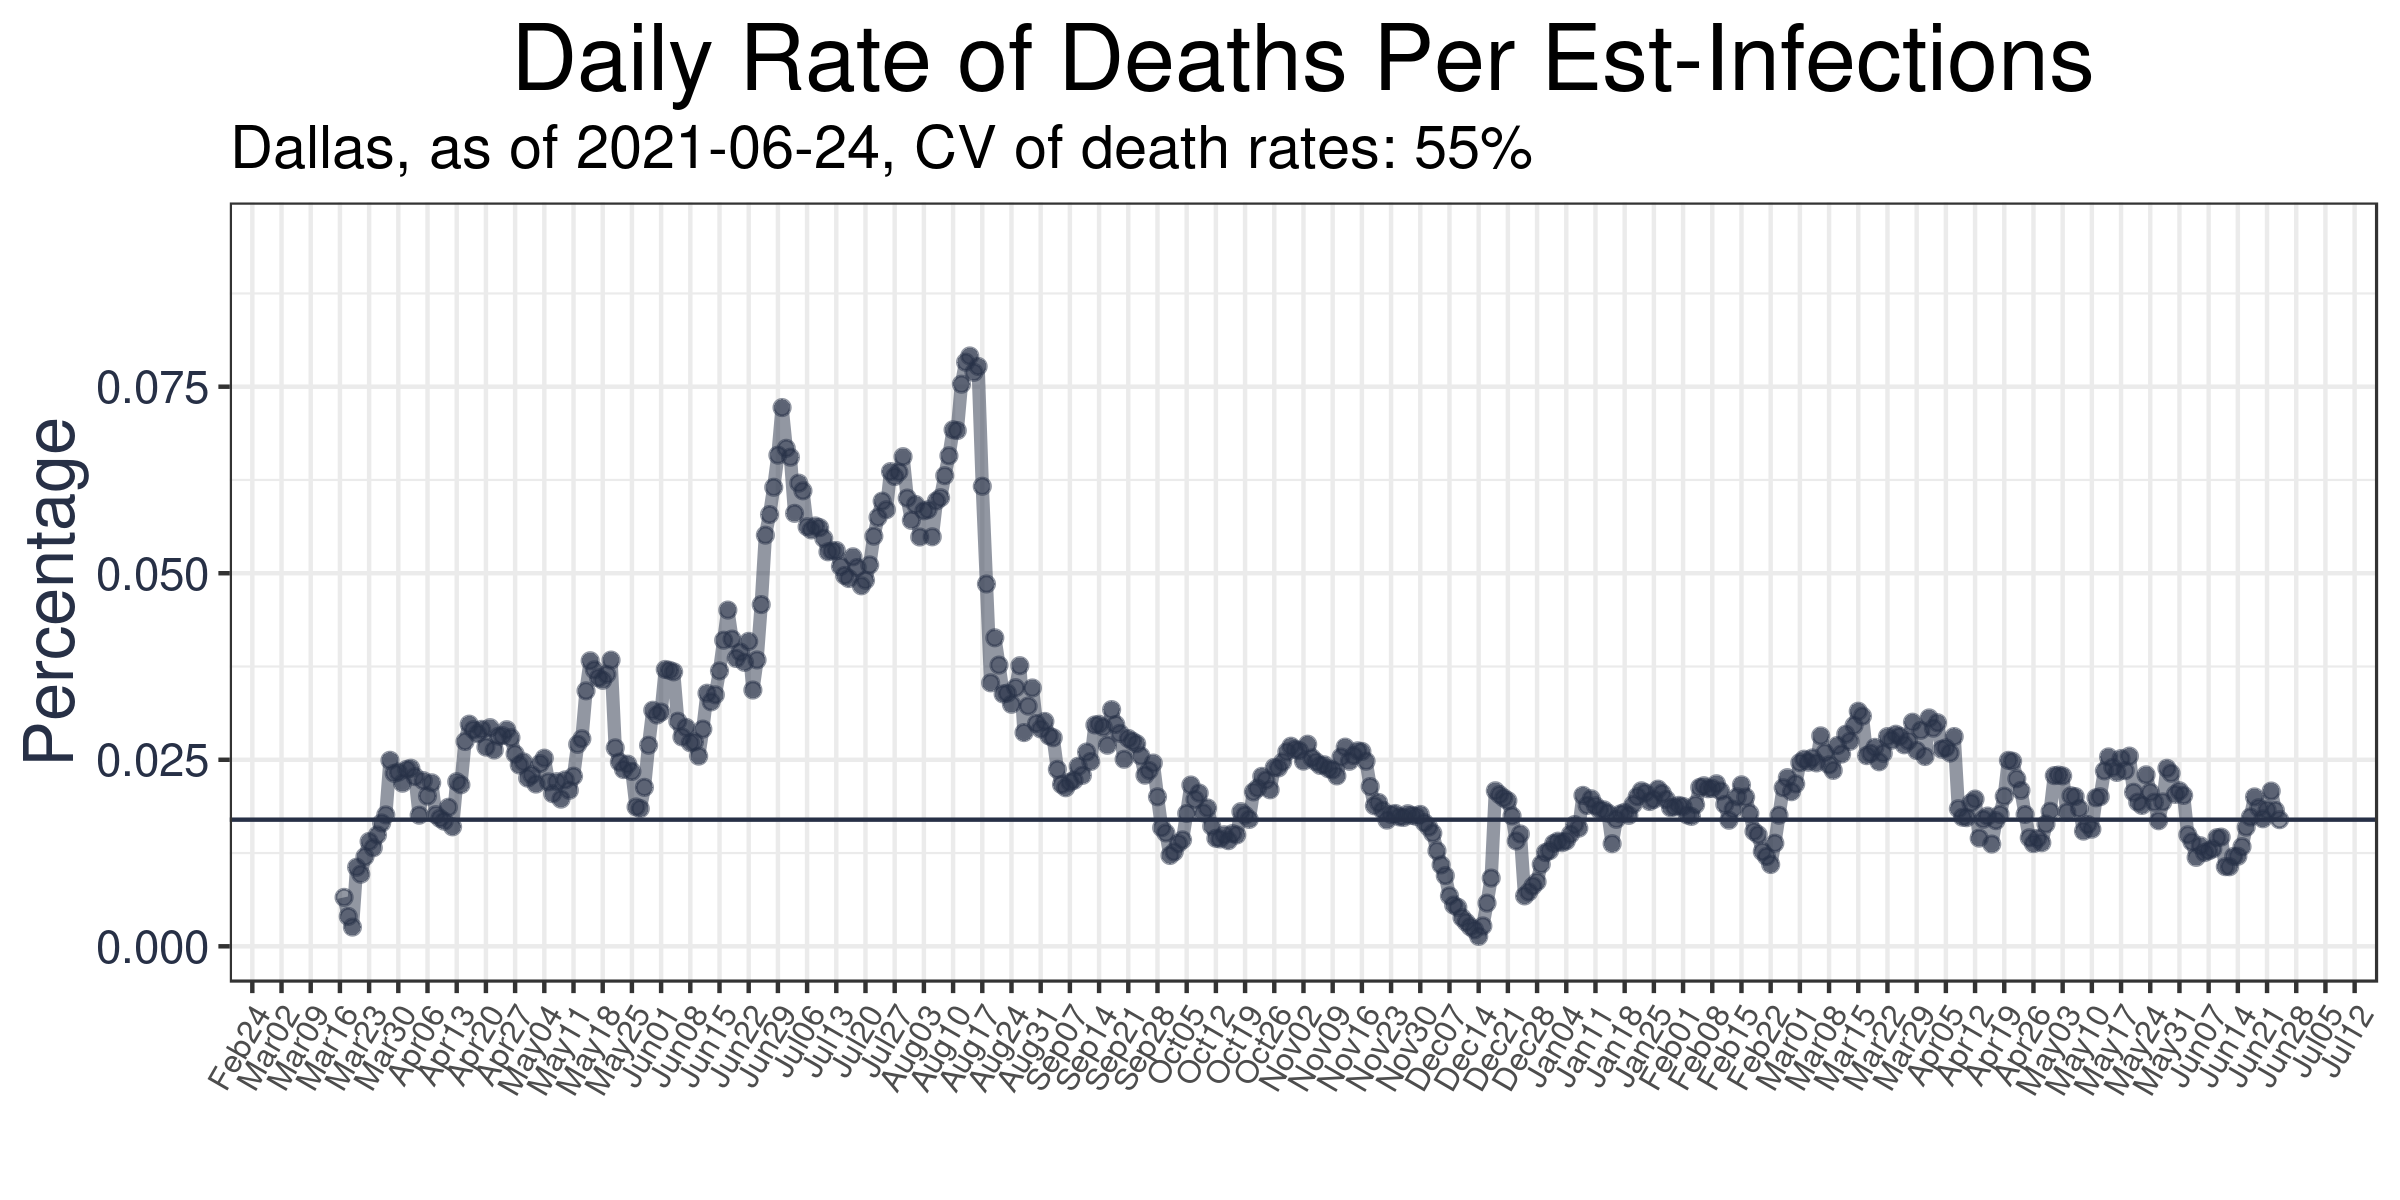 Daily Rate of Deaths Per Est-Infections
Dallas, as of 2021-06-24, CV of death rates: 55%
Percentage
0.075
0.050
0.025
0.000
Feb24
Mar02
Mar09
Mar16
Mar23
Mar30
Apr06
Apr13
Apr20
Apr27
May04
May11
May18
May25
Jun01
Jun08
Jun15
Jun22
Jun29
Jul06
Jul13
Jul20
Jul27
Aug03
Aug10
Aug17
Aug24
Aug31
Sep07
Sep14
Sep21
Sep28
Oct05
Oct12
Oct19
Oct26
Nov02
Nov09
Nov16
Nov23
Nov30
Dec07
Dec14
Dec21
Dec28
Jan04
Jan11
Jan18
Jan25
Feb01
Feb08
Feb15
Feb22
Mar01
Mar08
Mar15
Mar22
Mar29
Apr05
Apr12
Apr19
Apr26
May03
May10
May17
May24
May31
Jun07
Jun14
Jun21
Jun28
Jul05
Jul12